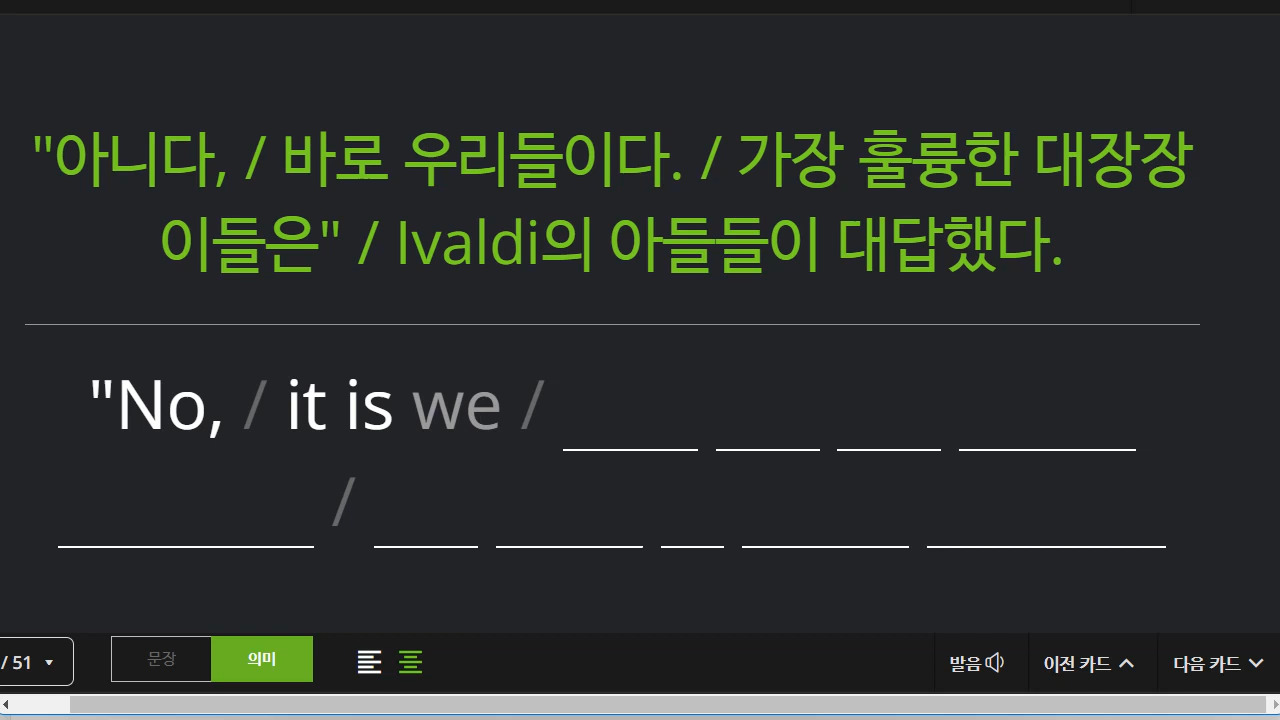 "아니다, / 바로 우리들이다. / 가장 훌륭한 대장장
이들은" / Ivaldi의 아들들이 대답했다.
"No, / it is we /
/
/ 51
문장
의미
발음
이전 카드
다음 카드